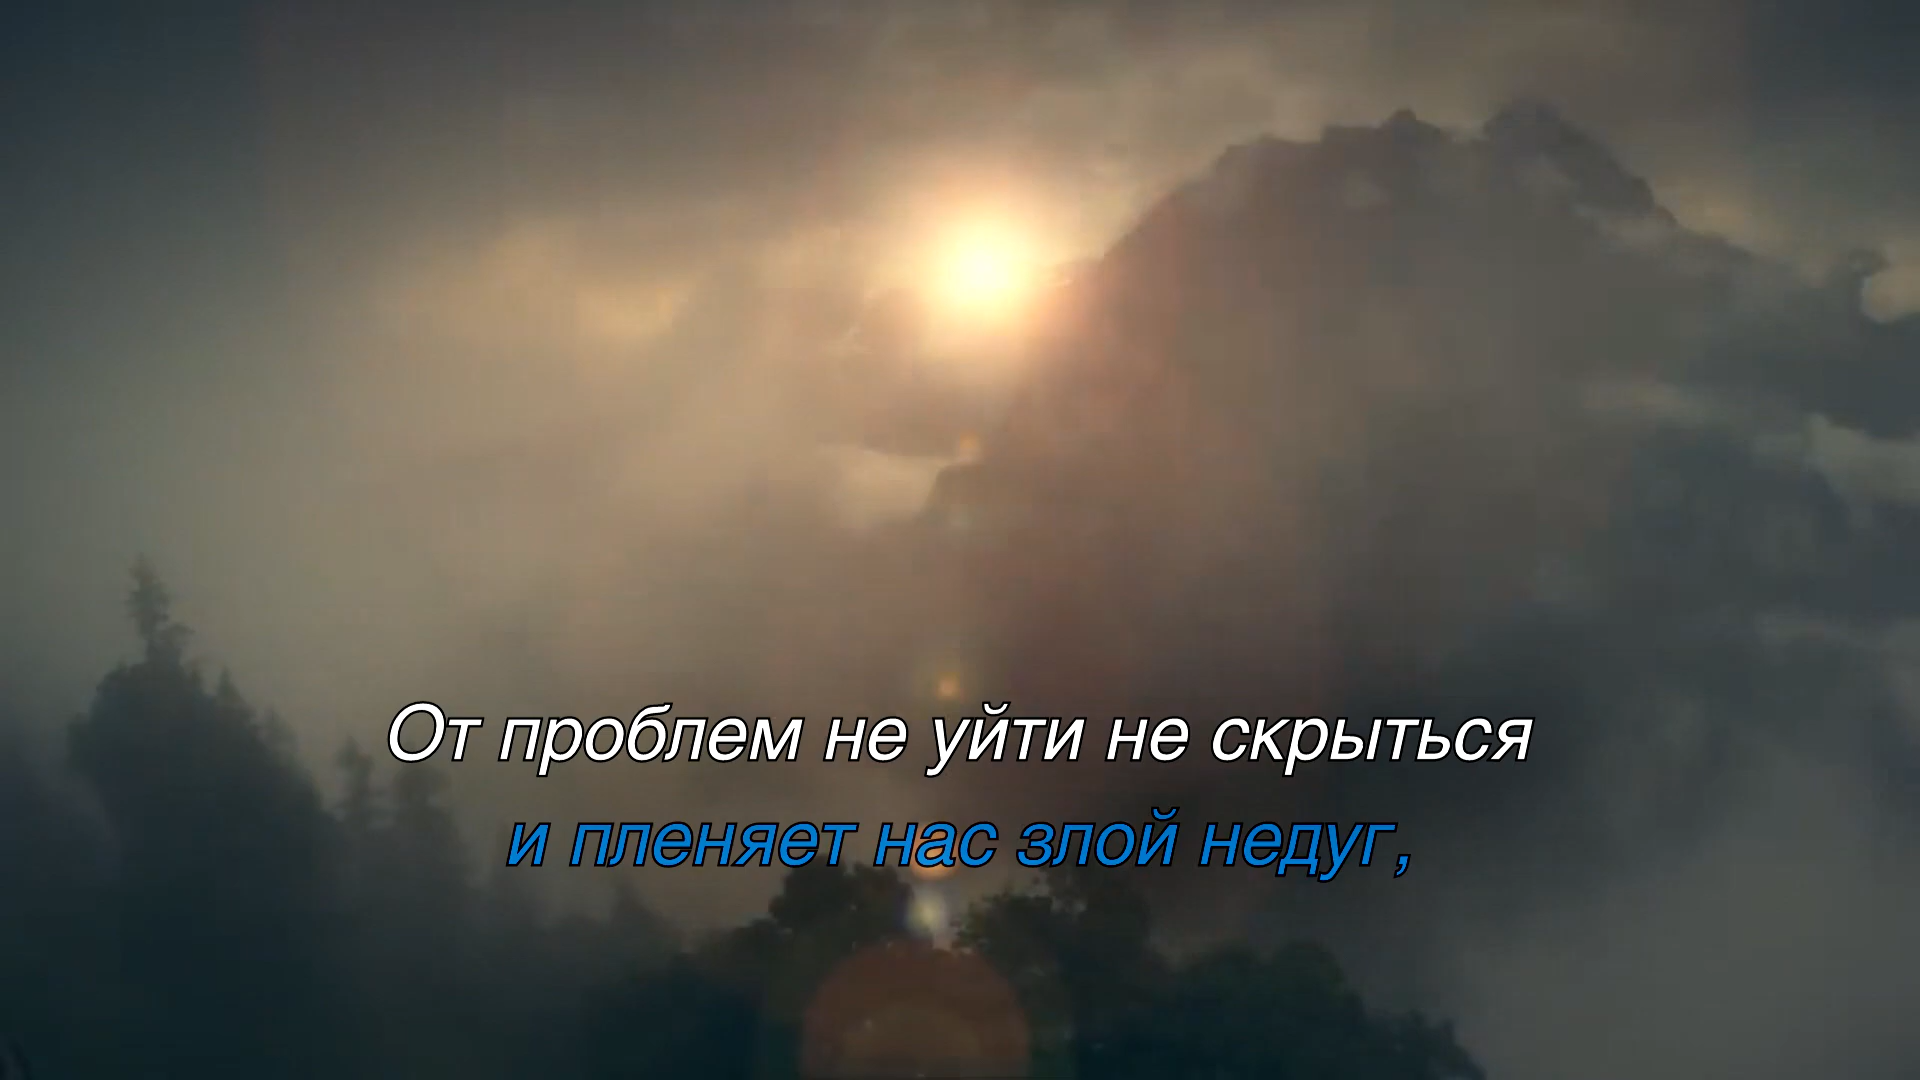 От проблем не уйти не скрыться
и пленяет нас злой недуг,